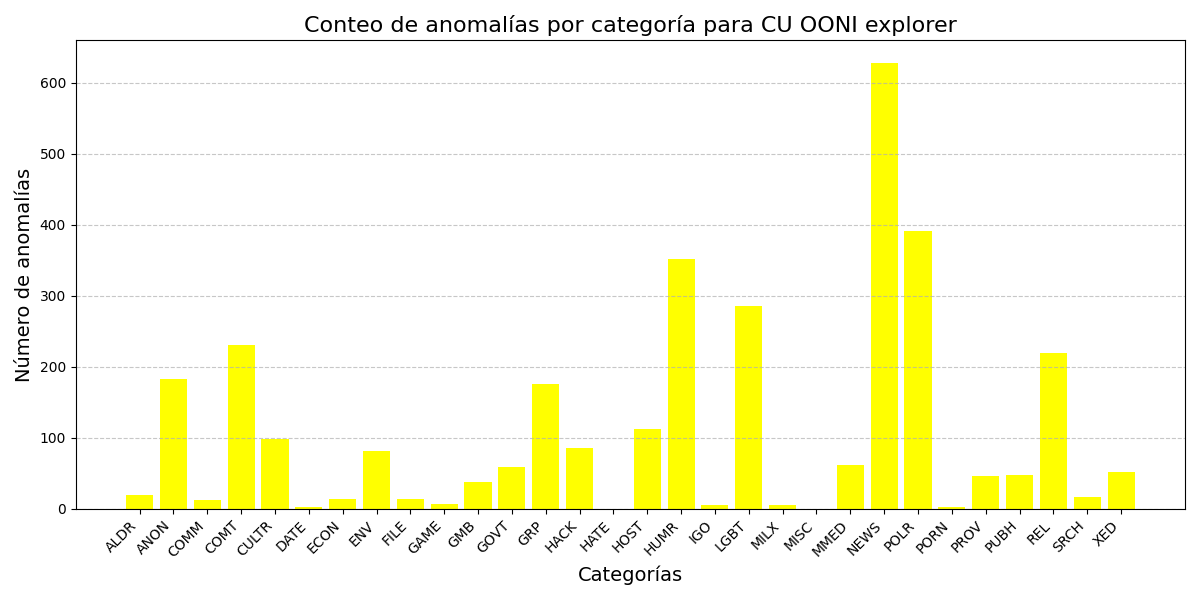 Conteo de anomalías por categoría para CU OONI explorer
Número de anomalías
600
500
400
300
200
100
0
ALDR
ANON
COMM
COMT
CULTR
DATE
ECON
ENV
FILE
GAME
GMB
GOVT
GRP
HACK
HATE
HOST
HUMR
IGO
LGBT
MILX
MISC
MMED
NEWS
POLR
PORN
PROV
PUBH
REL
SRCH
XED
Categorías